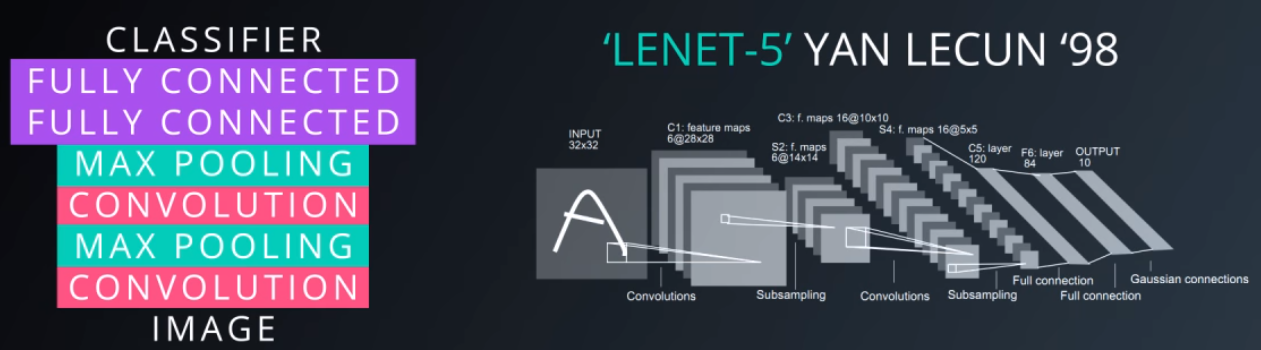 CLASSIFIER
FULLY CONNECTED
FULLY CONNECTED
MAX POOLING
CONVOLUTION
MAX POOLING
CONVOLUTION
IMAGE
‘LENET-5’ YAN LECUN ‘98
INPUT
32x32
C1: feature maps
6@28x28
S2: f. maps
6@14x14
C3: f. maps 16@10x10
S4: f. maps 16@5x5
C5: layer
120
F6: layer
84
OUTPUT
10
A
Convolutions
Subsampling
Convolutions
Subsampling
Full connection
Full connection
Gaussian connections